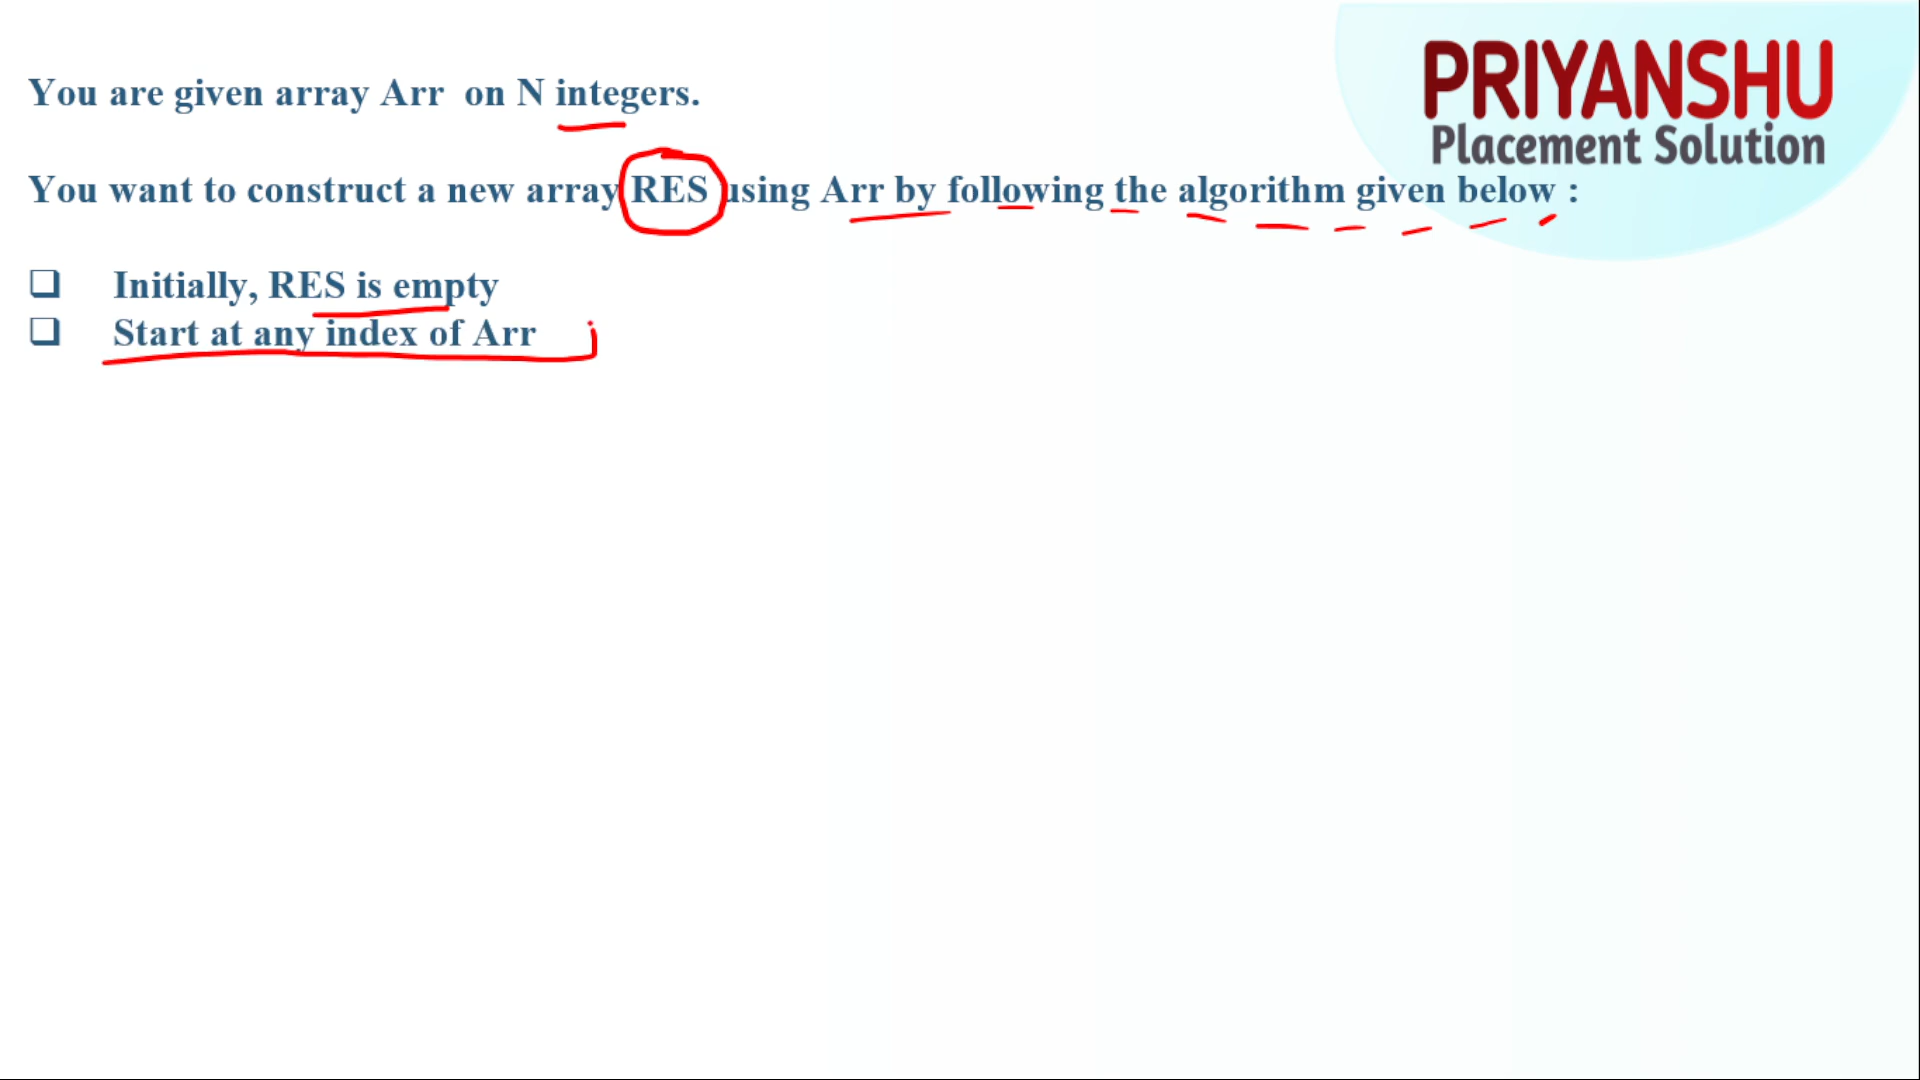 PRIYANSHU
Placement Solution
You are given array Arr on N integers.
You want to construct a new array RES using Arr by following the algorithm given below :
Initially, RES is empty
Start at any index of Arr